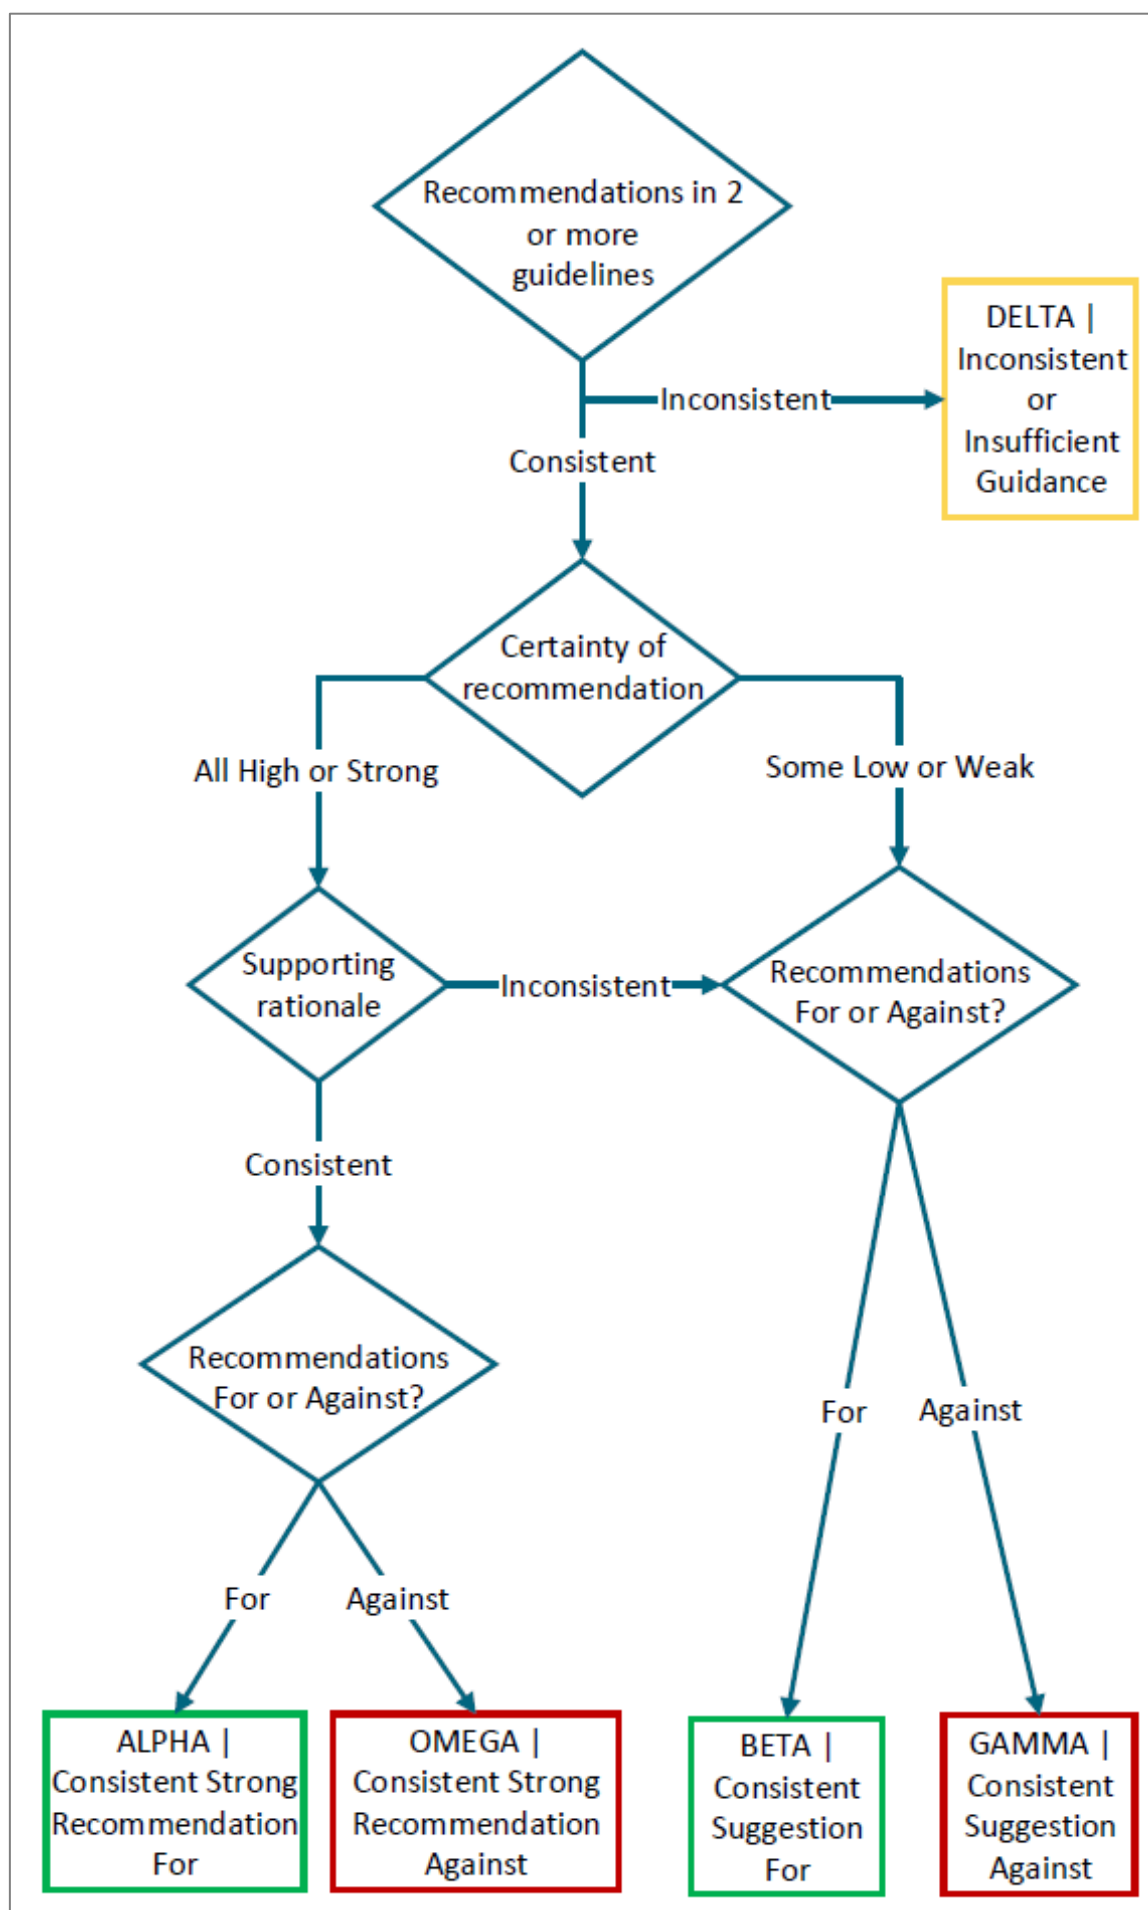 Recommendations in 2
or more
guidelines
DELTA |
Inconsistent
or
Insufficient
Guidance
Inconsistent
Consistent
Certainty of
recommendation
All High or Strong
Some Low or Weak
Supporting
rationale
Inconsistent
Recommendations
For or Against?
Consistent
Recommendations
For or Against?
For
Against
For
Against
ALPHA |
Consistent Strong
Recommendation
For
OMEGA |
Consistent Strong
Recommendation
Against
BETA |
Consistent
Suggestion
For
GAMMA |
Consistent
Suggestion
Against